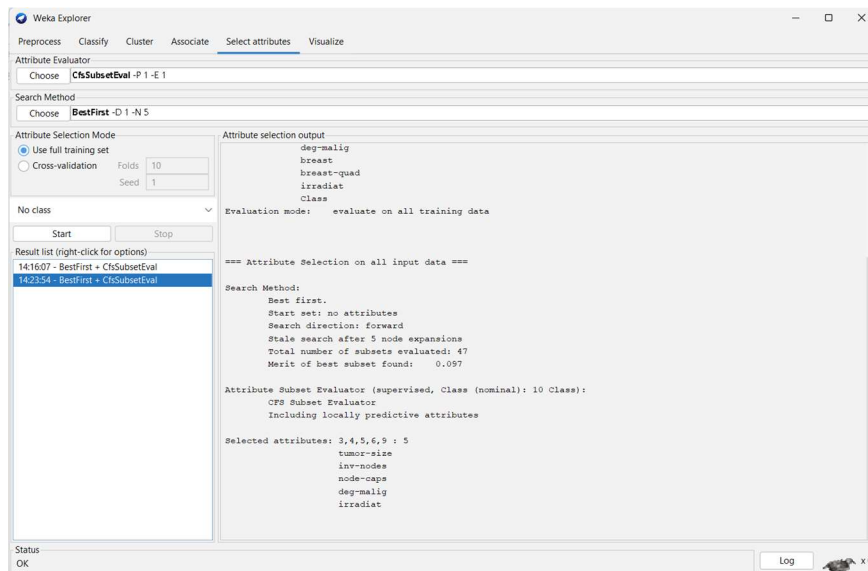 Weka Explorer
Preprocess Classify Cluster Associate Select attributes Visualize
Attribute Evaluator
Choose CfsSubsetEval -P 1 -E 1
Search Method
Choose BestFirst -D 1 -N 5
Attribute Selection Mode
Use full training set
Cross-validation Folds 10
Seed 1
No class
Start Stop
Result list (right-click for options)
14:16:07 - BestFirst + CfsSubsetEval
14:23:54 - BestFirst + CfsSubsetEval
Attribute selection output
deg-malig
breast
breast-quad
irradiat
Class
Evaluation mode: evaluate on all training data
=== Attribute Selection on all input data ===
Search Method:
Best first.
Start set: no attributes
Search direction: forward
Stale search after 5 node expansions
Total number of subsets evaluated: 47
Merit of best subset found: 0.097
Attribute Subset Evaluator (supervised, Class (nominal): 10 Class):
CFS Subset Evaluator
Including locally predictive attributes
Selected attributes: 3,4,5,6,9 : 5
tumor-size
inv-nodes
node-caps
deg-malig
irradiat
Status
OK
Log
x